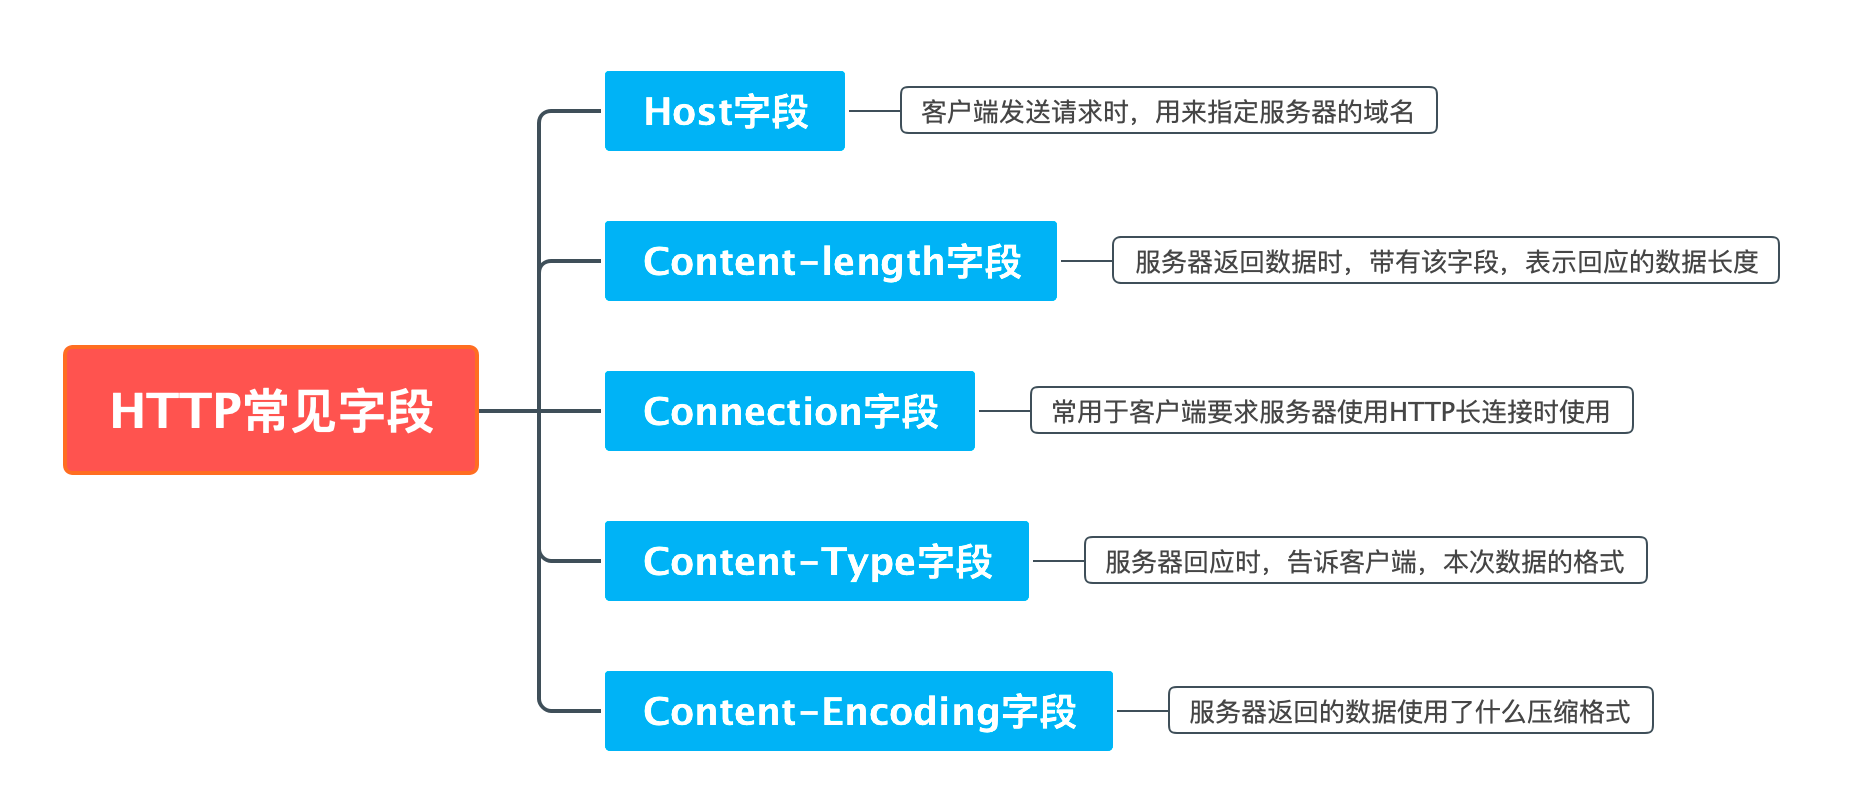 HTTP常见字段
Host字段
客户端发送请求时，用来指定服务器的域名
Content-length字段
服务器返回数据时，带有该字段，表示回应的数据长度
Connection字段
常用于客户端要求服务器使用HTTP长连接时使用
Content-Type字段
服务器回应时，告诉客户端，本次数据的格式
Content-Encoding字段
服务器返回的数据使用了什么压缩格式